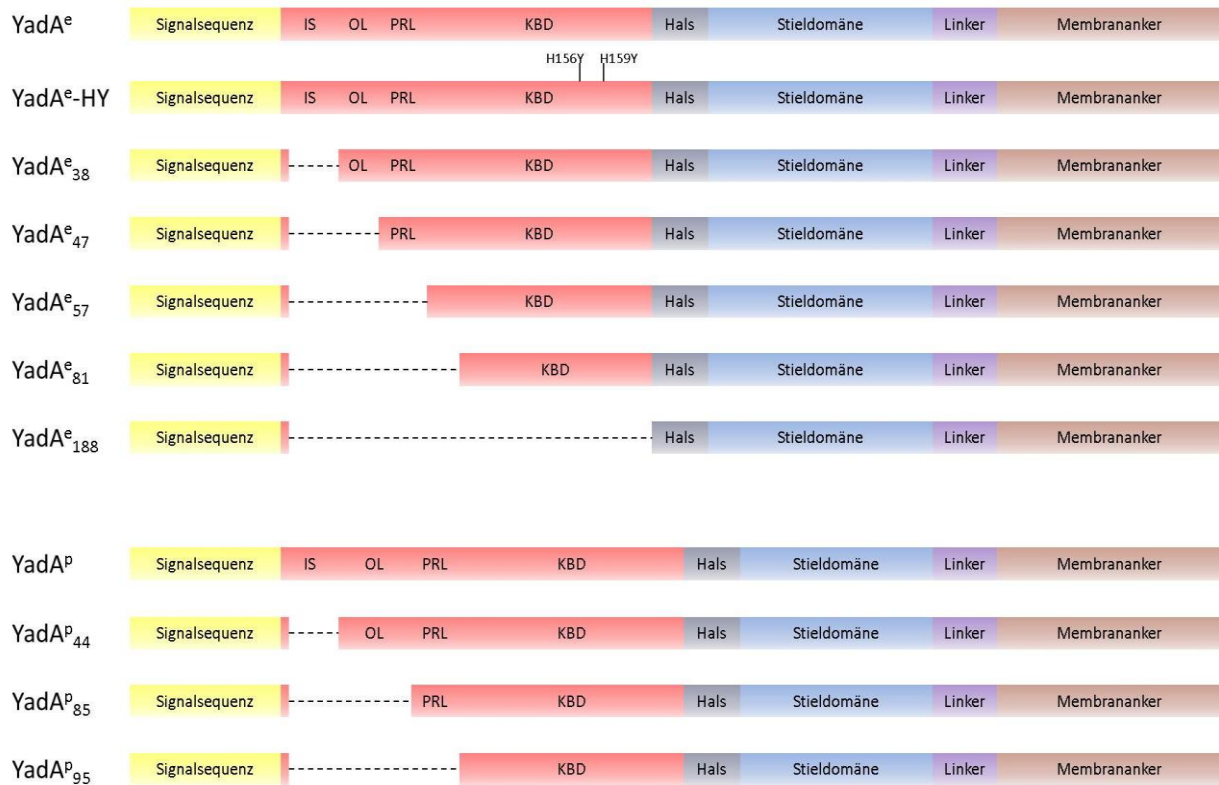 YadAᵉ Signalsequenz IS OL PRL KBD Hals Stieldomäne Linker Membrananker
H156Y H159Y
YadAᵉ-HY Signalsequenz IS OL PRL KBD Hals Stieldomäne Linker Membrananker
YadAᵉ₃₈ Signalsequenz OL PRL KBD Hals Stieldomäne Linker Membrananker
YadAᵉ₄₇ Signalsequenz PRL KBD Hals Stieldomäne Linker Membrananker
YadAᵉ₅₇ Signalsequenz KBD Hals Stieldomäne Linker Membrananker
YadAᵉ₈₁ Signalsequenz KBD Hals Stieldomäne Linker Membrananker
YadAᵉ₁₈₈ Signalsequenz Hals Stieldomäne Linker Membrananker
YadAᵖ Signalsequenz IS OL PRL KBD Hals Stieldomäne Linker Membrananker
YadAᵖ₄₄ Signalsequenz OL PRL KBD Hals Stieldomäne Linker Membrananker
YadAᵖ₈₅ Signalsequenz PRL KBD Hals Stieldomäne Linker Membrananker
YadAᵖ₉₅ Signalsequenz KBD Hals Stieldomäne Linker Membrananker